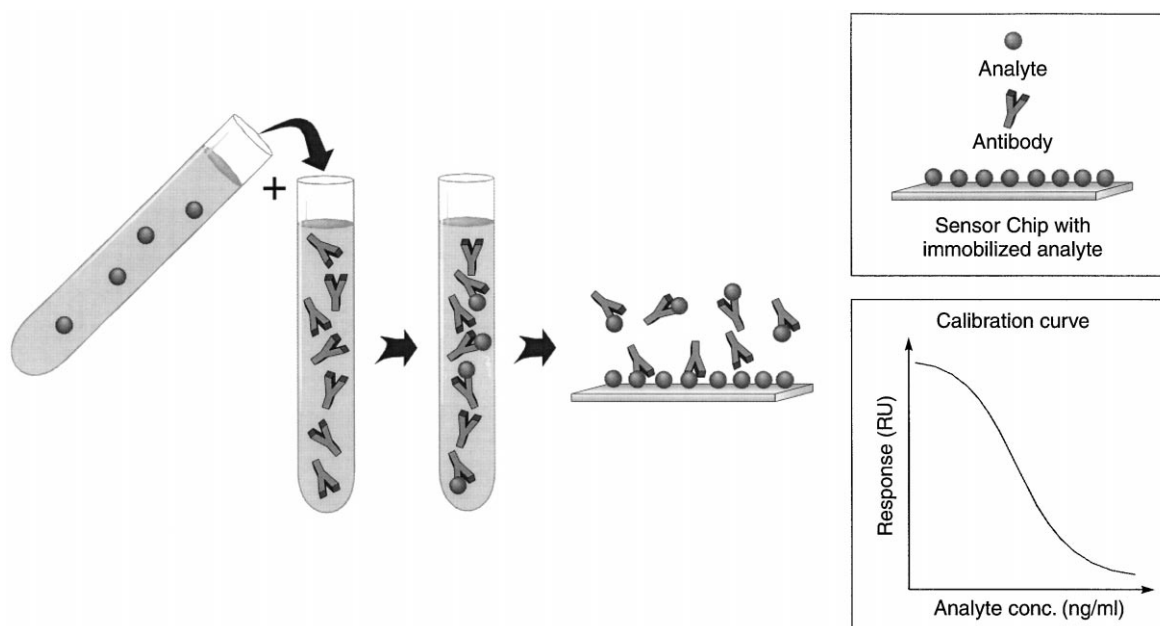 +
Analyte
Antibody
Sensor Chip with
immobilized analyte
Calibration curve
Response (RU)
Analyte conc. (ng/ml)